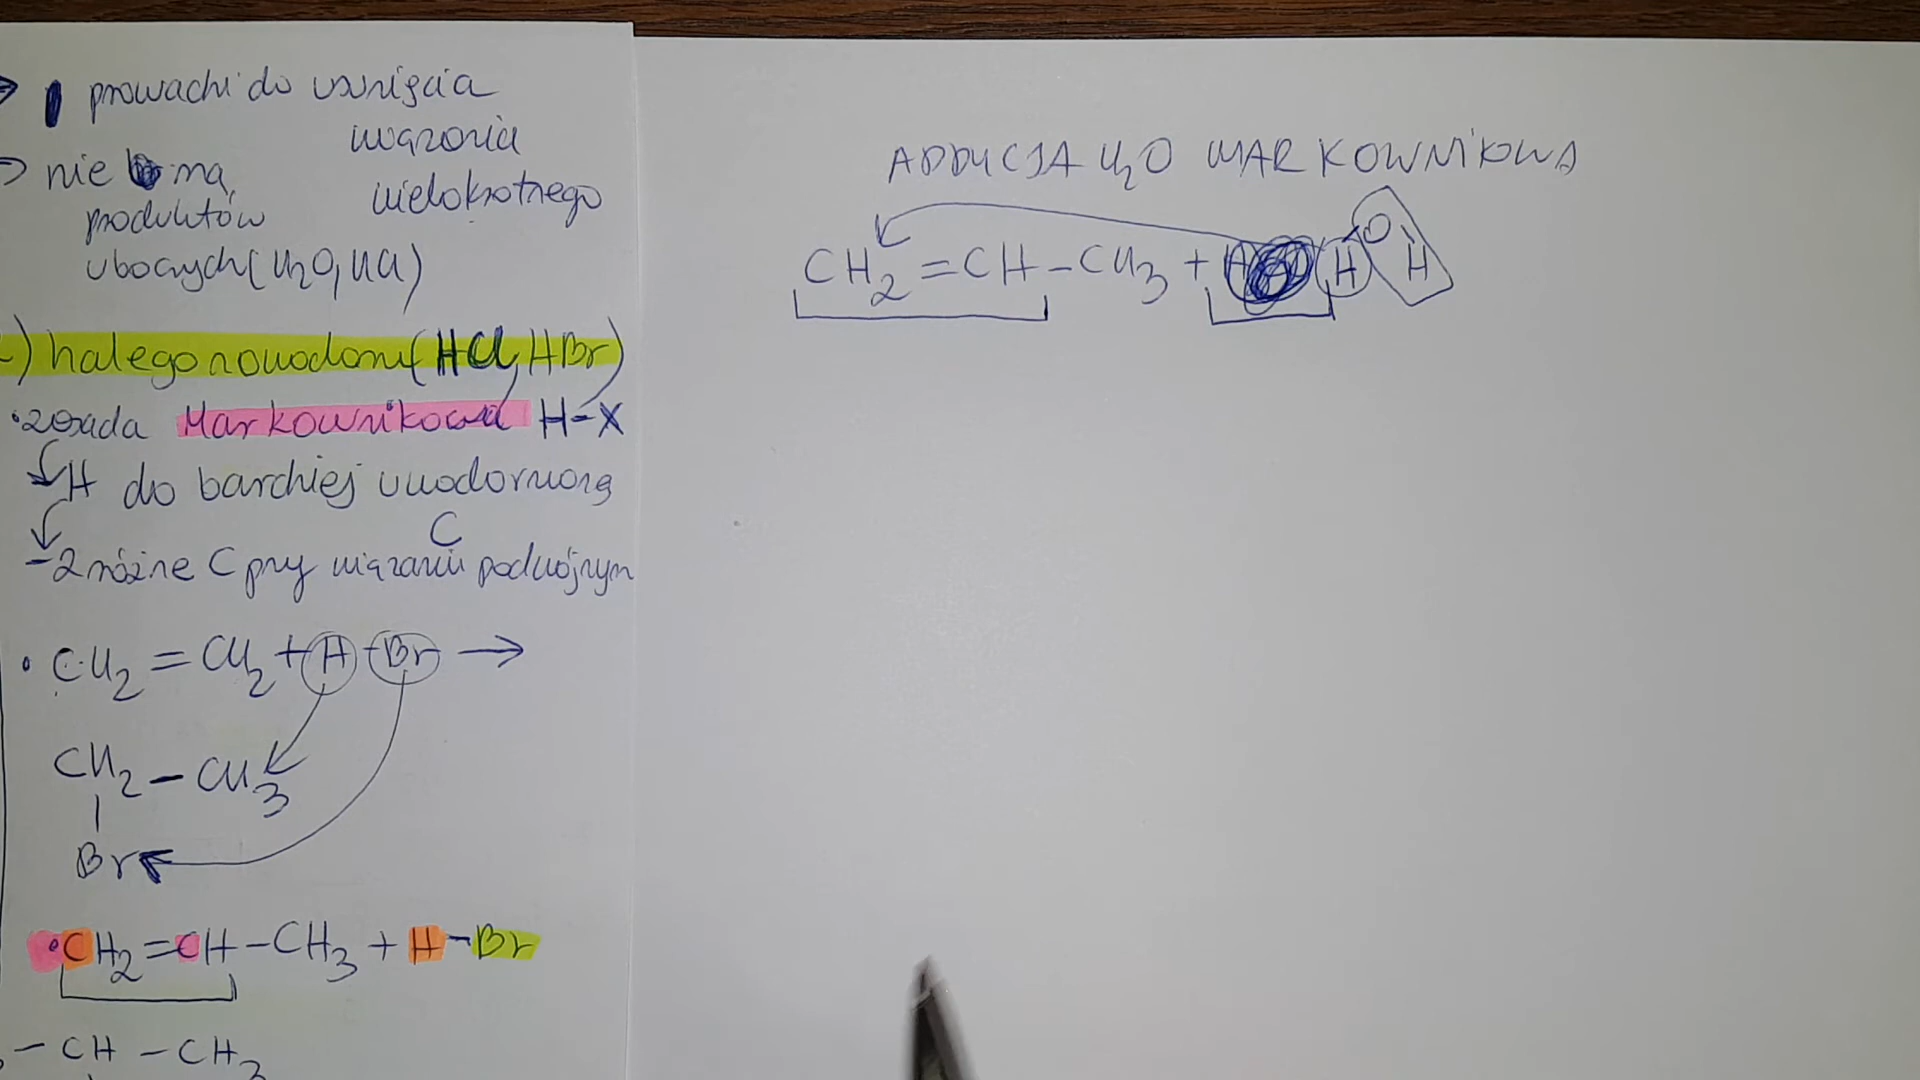 prowadzi do usunięcia
wiązania
nie ma
wielokrotnego
produktów
ubocznych (H2O, HCl)
) halogenowodoru (HCl, HBr)
• zasada Markownikowa H-X
H do bardziej uwodornionego
C
- 2 różne C przy wiązaniu podwójnym
• CH2 = CH2 + H - Br →
CH2 - CH3
|
Br
• CH2 = CH - CH3 + H - Br
- CH - CH3
ADDYCJA H2O MARKOWNIKOWA
O
CH2 = CH - CH3 + H H